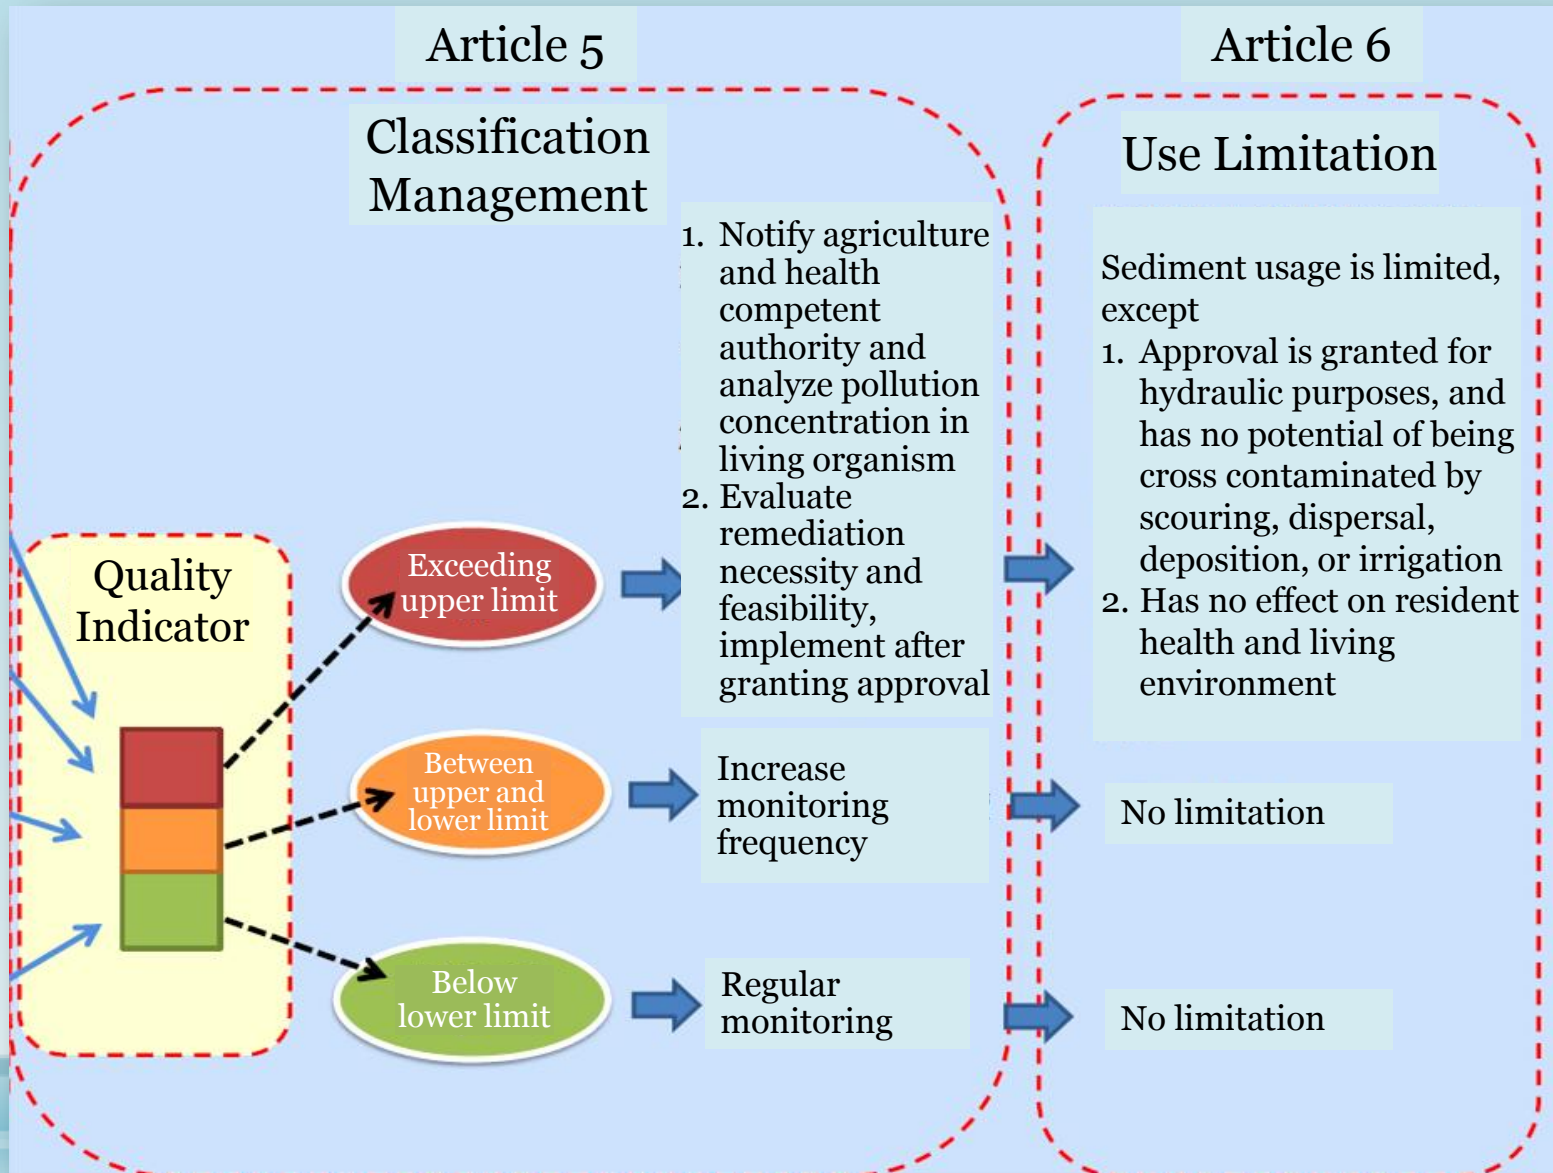 Article 5
Article 6
Classification
Management
Use Limitation
1. Notify agriculture
and health
competent
authority and
analyze pollution
concentration in
living organism
2. Evaluate
remediation
necessity and
feasibility,
implement after
granting approval
Sediment usage is limited,
except
1. Approval is granted for
hydraulic purposes, and
has no potential of being
cross contaminated by
scouring, dispersal,
deposition, or irrigation
2. Has no effect on resident
health and living
environment
Quality
Indicator
Exceeding
upper limit
Between
upper and
lower limit
Increase
monitoring
frequency
No limitation
Below
lower limit
Regular
monitoring
No limitation